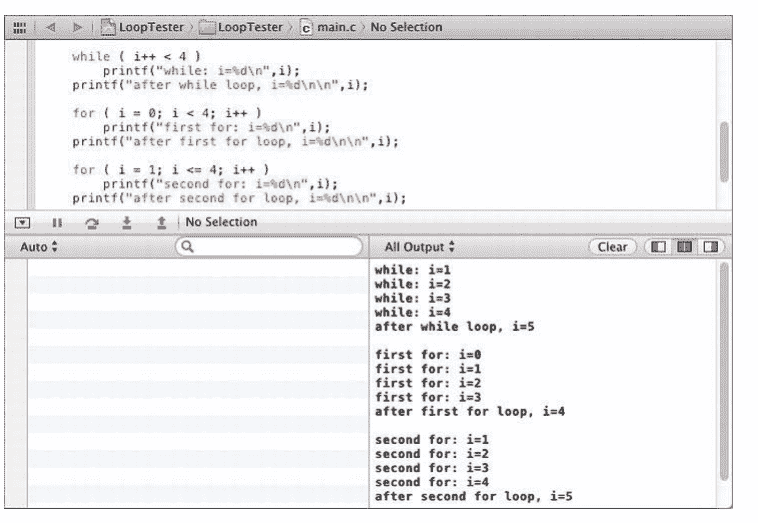 LoopTester LoopTester c main.c No Selection
while ( i++ < 4 )
printf("while: i=%d\n",i);
printf("after while loop, i=%d\n\n",i);
for ( i = 0; i < 4; i++ )
printf("first for: i=%d\n",i);
printf("after first for loop, i=%d\n\n",i);
for ( i = 1; i <= 4; i++ )
printf("second for: i=%d\n",i);
printf("after second for loop, i=%d\n\n",i);
No Selection
Auto
All Output
Clear
while: i=1
while: i=2
while: i=3
while: i=4
after while loop, i=5
first for: i=0
first for: i=1
first for: i=2
first for: i=3
after first for loop, i=4
second for: i=1
second for: i=2
second for: i=3
second for: i=4
after second for loop, i=5